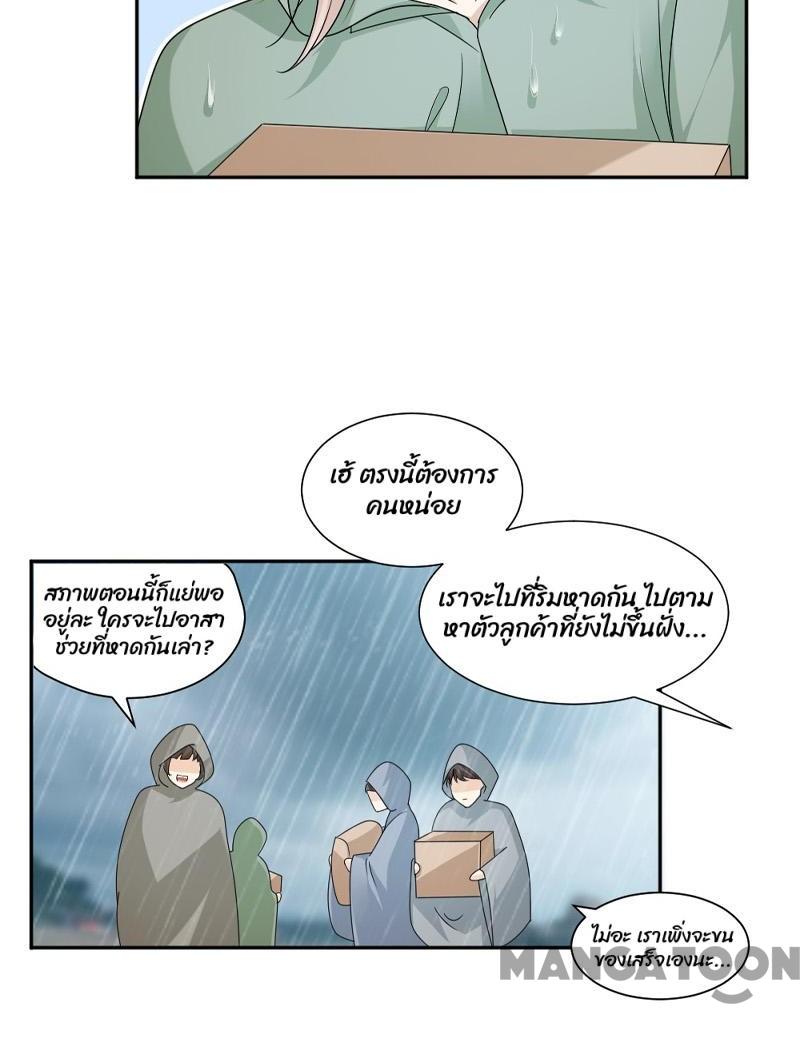 เฮ้ ตรงนี้ต้องการ
คนหน่อย
เราจะไปที่ริมหาดกัน ไปตาม
หาตัวลูกค้าที่ยังไม่ขึ้นฝั่ง...
สภาพตอนนี้ก็แย่พอ
อยู่ละ ใครจะไปอาสา
ช่วยที่หาดกันเล่า?
ไม่อะ เราเพิ่งจะขน
ของเสร็จเองนะ...
MANGATOON